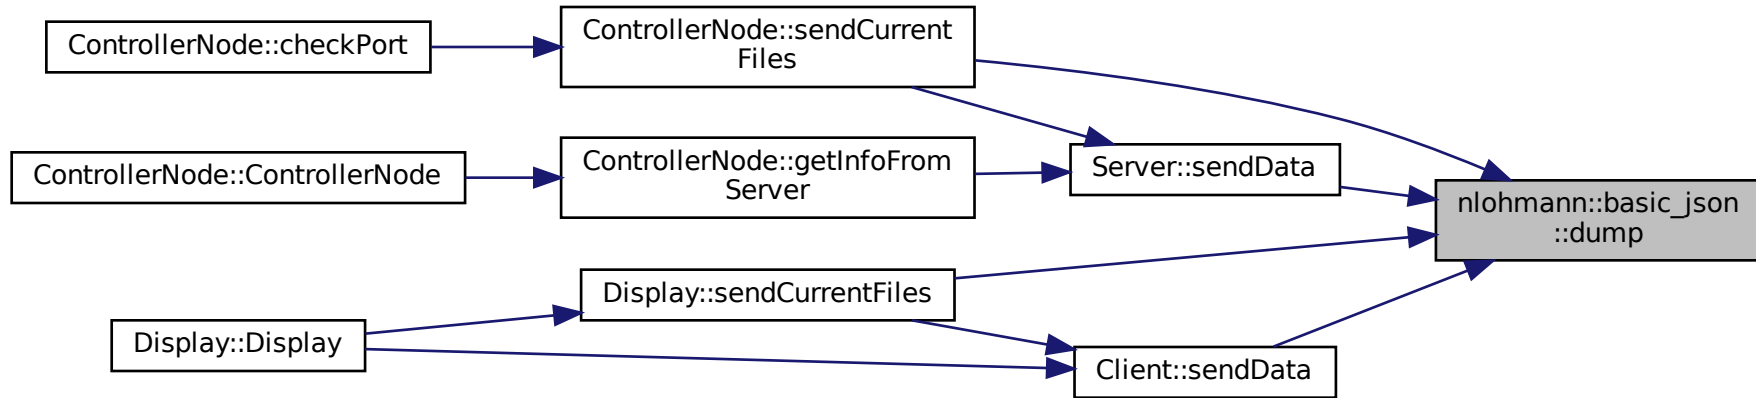 ControllerNode::checkPort
ControllerNode::sendCurrent
Files
ControllerNode::ControllerNode
ControllerNode::getInfoFrom
Server
Server::sendData
nlohmann::basic_json
::dump
Display::sendCurrentFiles
Display::Display
Client::sendData